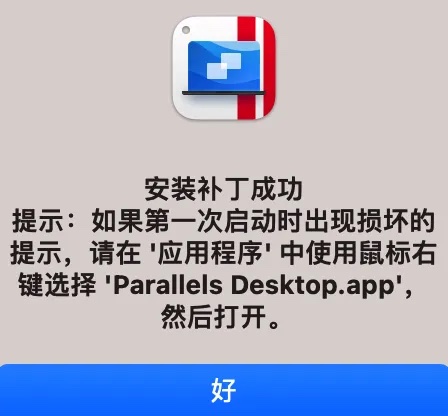 安装补丁成功
提示：如果第一次启动时出现损坏的
提示，请在 '应用程序' 中使用鼠标右
键选择 'Parallels Desktop.app'，
然后打开。
好